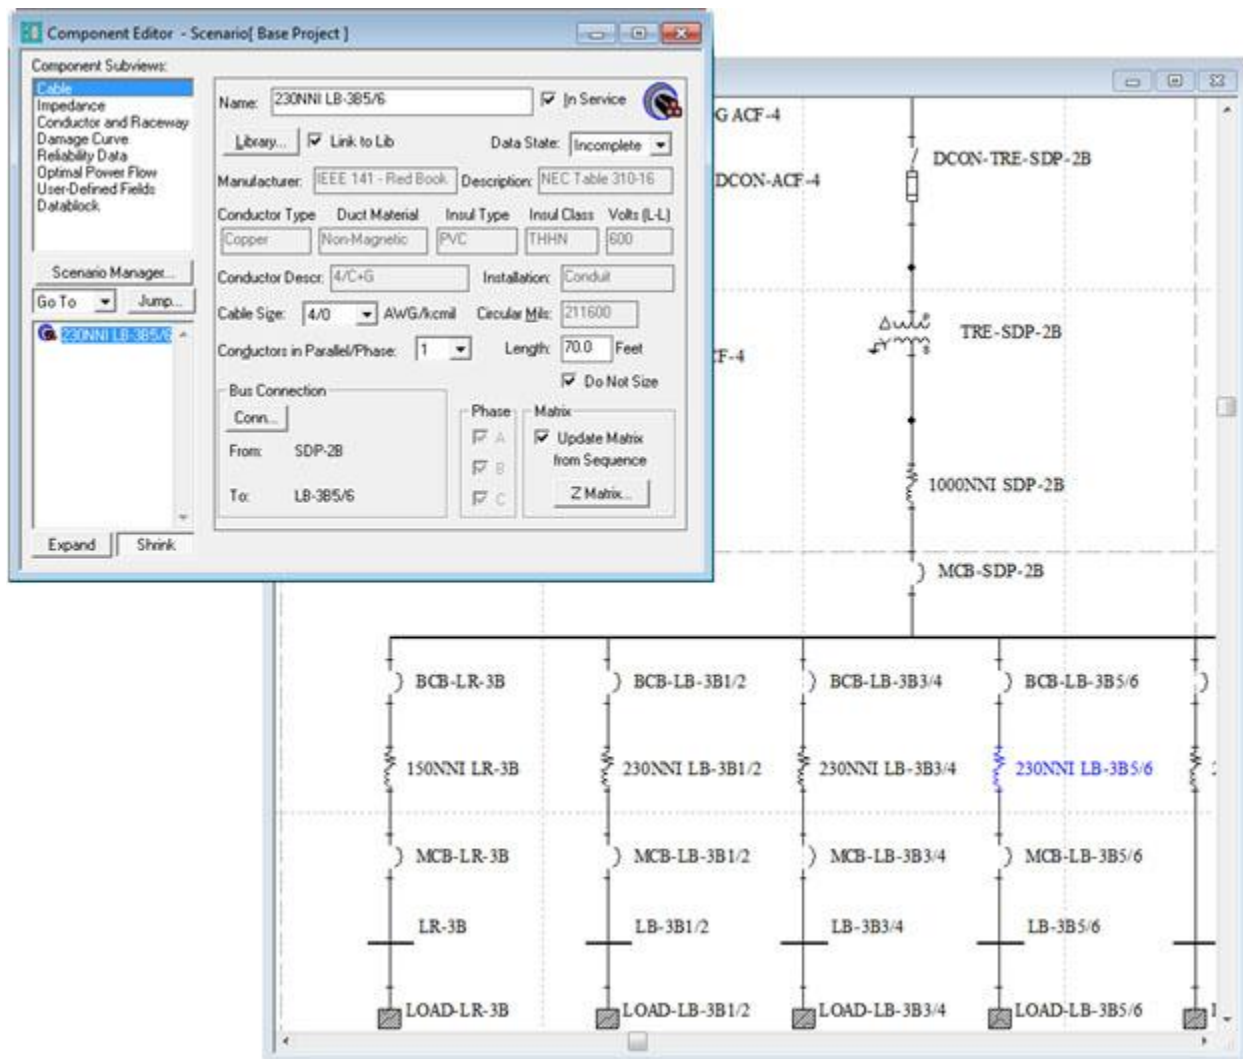 Component Editor - Scenario[ Base Project ]
Component Subviews:
Cable
Impedance
Conductor and Raceway
Damage Curve
Reliability Data
Optimal Power Flow
User-Defined Fields
Datablock
Scenario Manager...
Go To Jump...
230NNI LB-3B5/6
Expand Shrink
Name: 230NNI LB-3B5/6 In Service
Library... Link to Lib Data State: Incomplete
Manufacturer: IEEE 141 - Red Book Description: NEC Table 310-16
Conductor Type Duct Material Insul Type Insul Class Volts (L-L)
Copper Non-Magnetic PVC THHN 600
Conductor Descr: 4/C+G Installation: Conduit
Cable Size: 4/0 AWG/kcmil Circular Mils: 211600
Conductors in Parallel/Phase: 1 Length: 70.0 Feet
Do Not Size
Bus Connection
Conn...
From: SDP-2B
To: LB-3B5/6
Phase
A
B
C
Matrix
Update Matrix
from Sequence
Z Matrix...
G ACF-4
DCON-ACF-4
CF-4
DCON-TRE-SDP-2B
P
S
TRE-SDP-2B
1000NNI SDP-2B
MCB-SDP-2B
BCB-LR-3B BCB-LB-3B1/2 BCB-LB-3B3/4 BCB-LB-3B5/6
150NNI LR-3B 230NNI LB-3B1/2 230NNI LB-3B3/4 230NNI LB-3B5/6
MCB-LR-3B MCB-LB-3B1/2 MCB-LB-3B3/4 MCB-LB-3B5/6
LR-3B LB-3B1/2 LB-3B3/4 LB-3B5/6
LOAD-LR-3B LOAD-LB-3B1/2 LOAD-LB-3B3/4 LOAD-LB-3B5/6